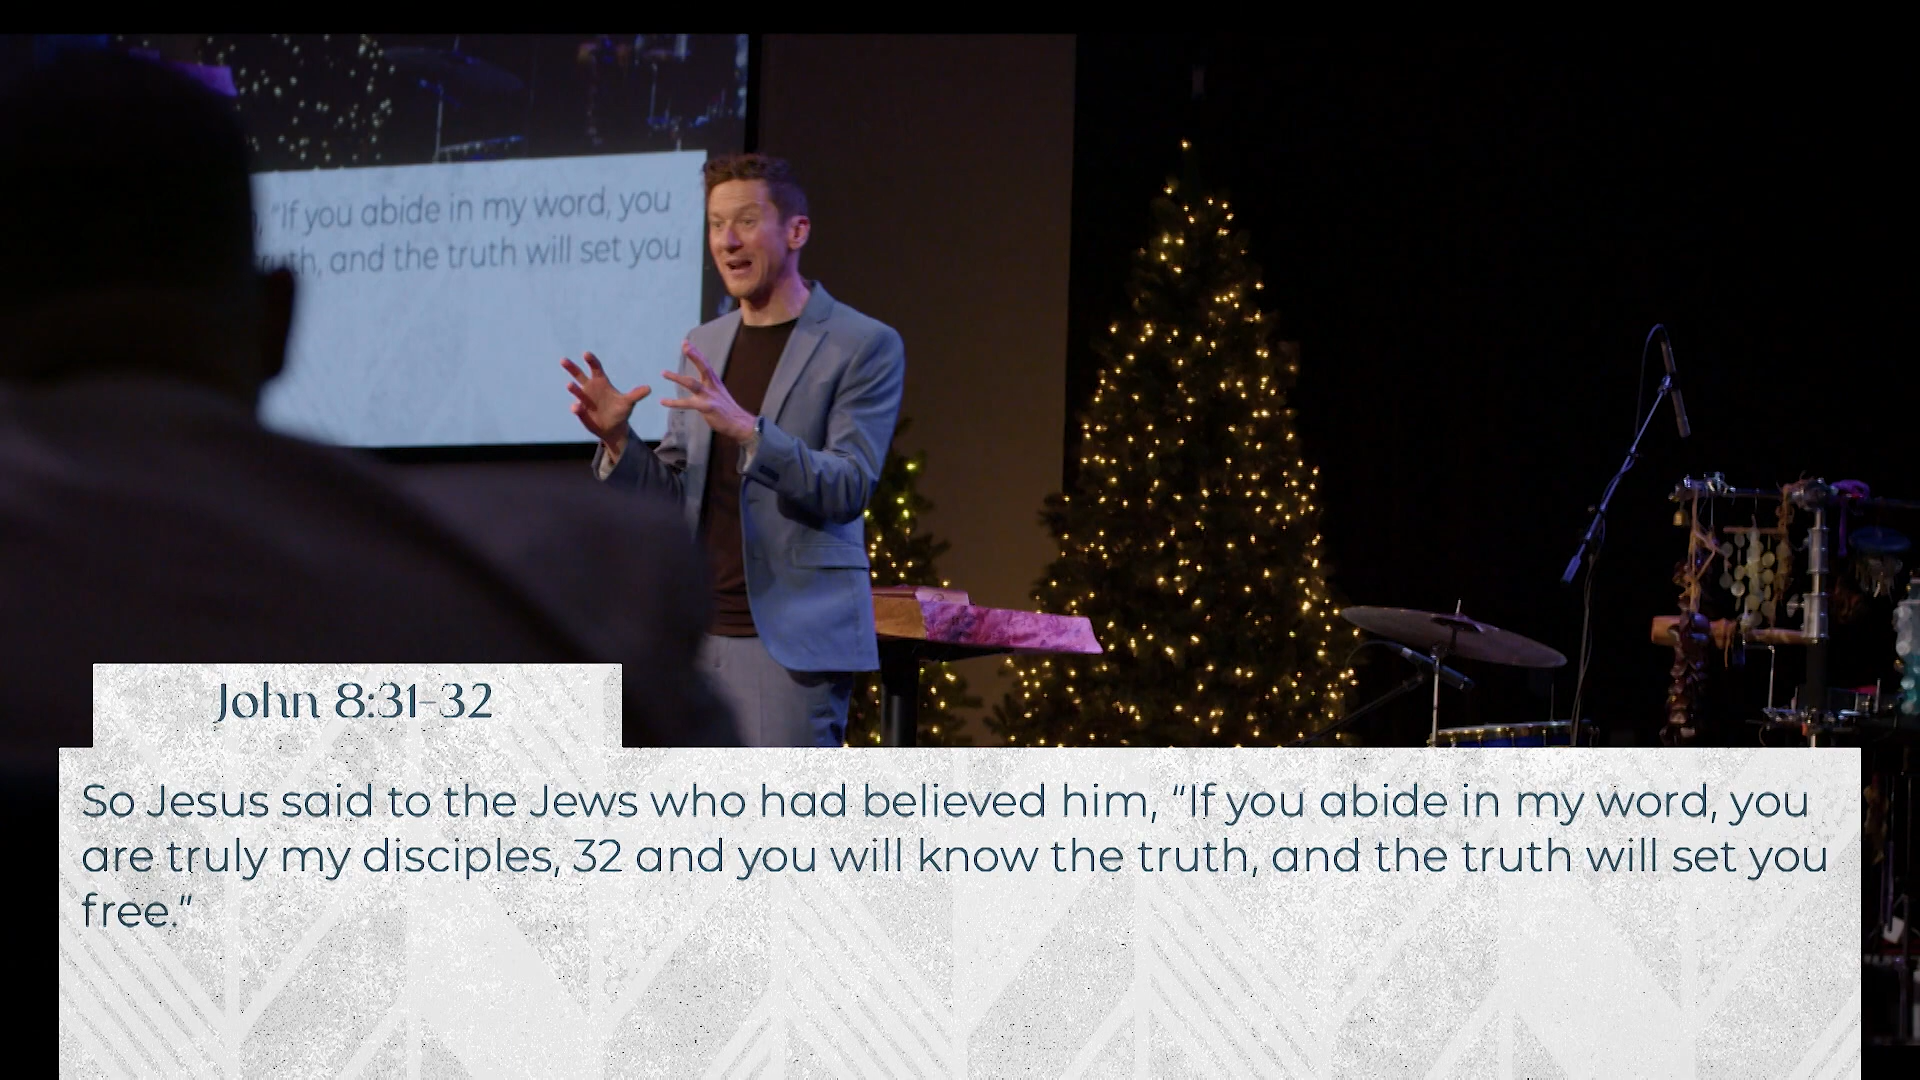 , "If you abide in my word, you
truth, and the truth will set you
John 8:31-32
So Jesus said to the Jews who had believed him, “If you abide in my word, you
are truly my disciples, 32 and you will know the truth, and the truth will set you
free.”